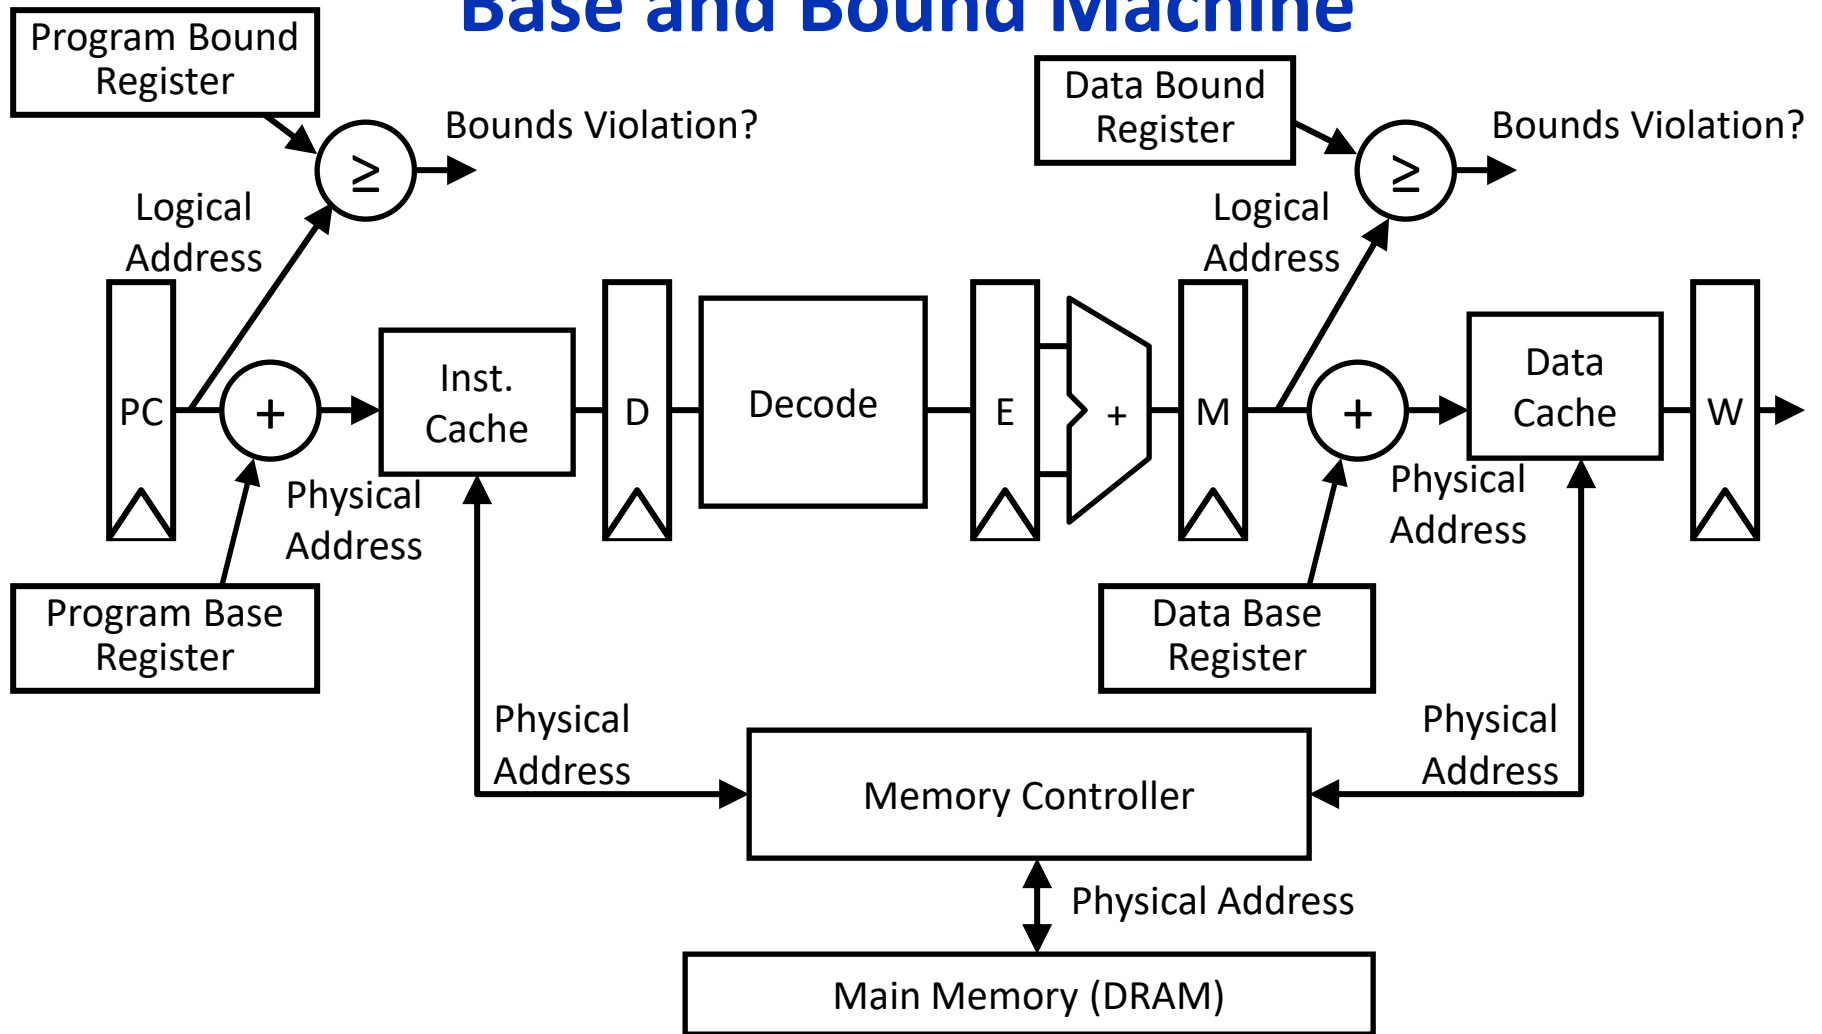 Base and Bound Machine
Program Bound
Register
Bounds Violation?
≥
Logical
Address
Data Bound
Register
Bounds Violation?
≥
Logical
Address
PC
+
Inst.
Cache
D
Decode
E
+
M
+
Data
Cache
W
Physical
Address
Physical
Address
Program Base
Register
Data Base
Register
Physical
Address
Physical
Address
Memory Controller
Physical Address
Main Memory (DRAM)